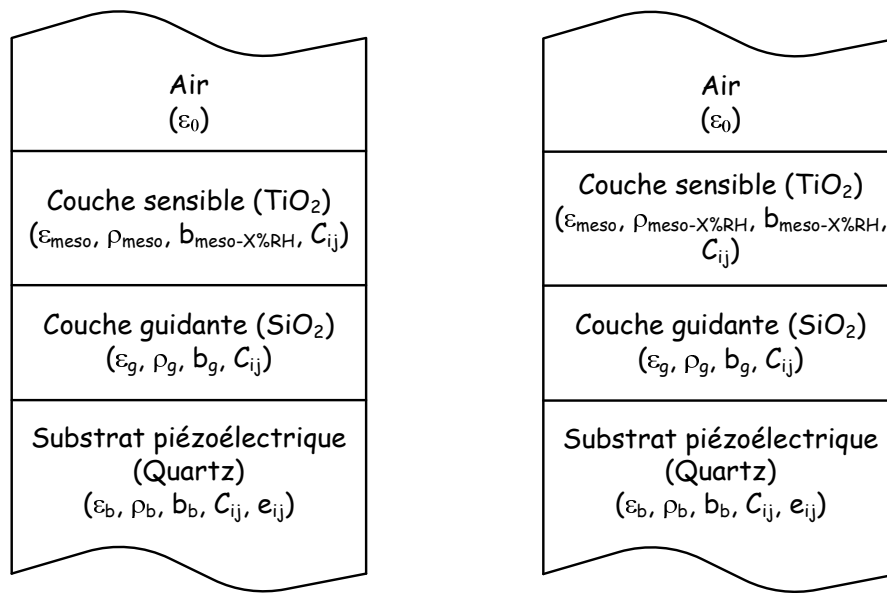 Air
(ε₀)
Couche sensible (TiO₂)
(εmeso, ρmeso, bmeso-X%RH, Cij)
Couche guidante (SiO₂)
(εg, ρg, bg, Cij)
Substrat piézoélectrique
(Quartz)
(εb, ρb, bb, Cij, eij)
Air
(ε₀)
Couche sensible (TiO₂)
(εmeso, ρmeso-X%RH, bmeso-X%RH,
Cij)
Couche guidante (SiO₂)
(εg, ρg, bg, Cij)
Substrat piézoélectrique
(Quartz)
(εb, ρb, bb, Cij, eij)